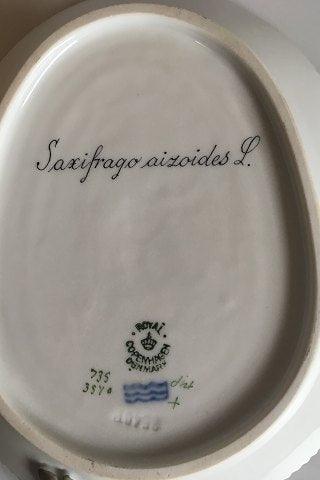 Saxifrago aizoides L.
ROYAL
COPENHAGEN
DENMARK
735
3540